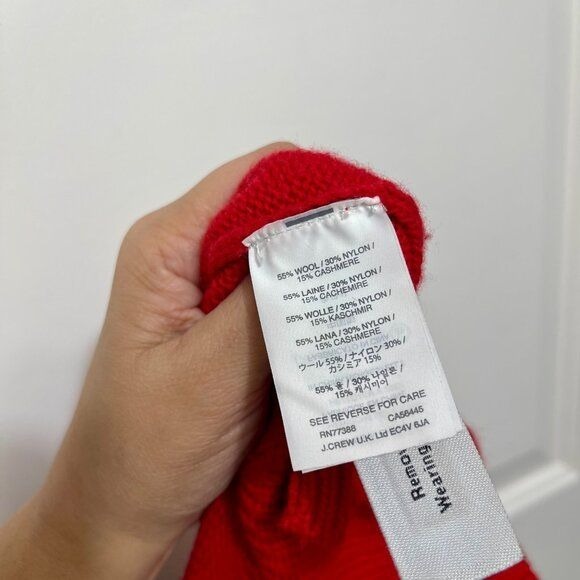 55% WOOL / 30% NYLON /
15% CASHMERE
55% LAINE / 30% NYLON /
15% CACHEMIRE
55% WOLLE / 30% NYLON /
15% KASCHMIR
55% LANA / 30% NYLON /
15% CASHMERE
ウール 55% / ナイロン 30% /
カシミア 15%
55% 울 / 30% 나일론 /
15% 캐시미어
SEE REVERSE FOR CARE
RN77388 CA56445
J.CREW U.K. Ltd EC4V 6JA
Remov
Wearing